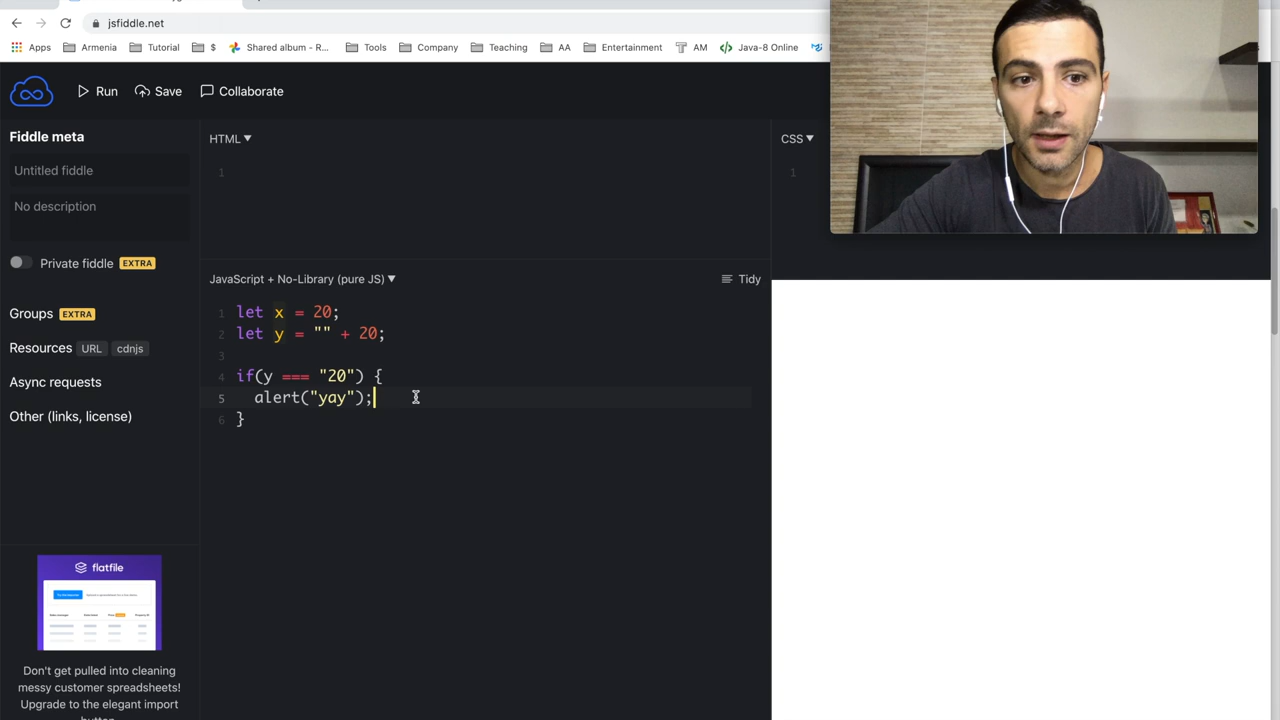 jsfiddle.net
Apps
Armenia
Tutorial
S
Shared album - R...
Tools
Company
Teaching
AA
Entertainment
AM
Java-8 Online
Run
Save
Collaborate
Fiddle meta
Untitled fiddle
No description
Private fiddle EXTRA
Groups EXTRA
Resources URL cdnjs
Async requests
Other (links, license)
HTML
1
CSS
1
JavaScript + No-Library (pure JS)
Tidy
1 let x = 20;
2 let y = "" + 20;
3
4 if(y === "20") {
5 alert("yay");
6 }
flatfile
Don't get pulled into cleaning
messy customer spreadsheets!
Upgrade to the elegant import